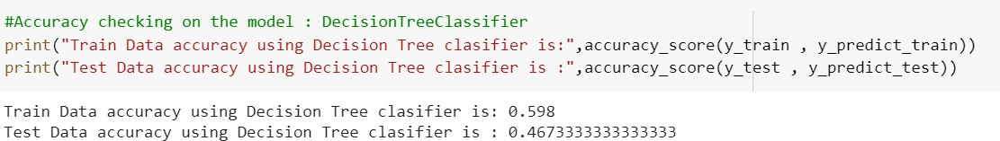 #Accuracy checking on the model : DecisionTreeClassifier
print("Train Data accuracy using Decision Tree clasifier is:",accuracy_score(y_train , y_predict_train))
print("Test Data accuracy using Decision Tree clasifier is :",accuracy_score(y_test , y_predict_test))
Train Data accuracy using Decision Tree clasifier is: 0.598
Test Data accuracy using Decision Tree clasifier is : 0.4673333333333333